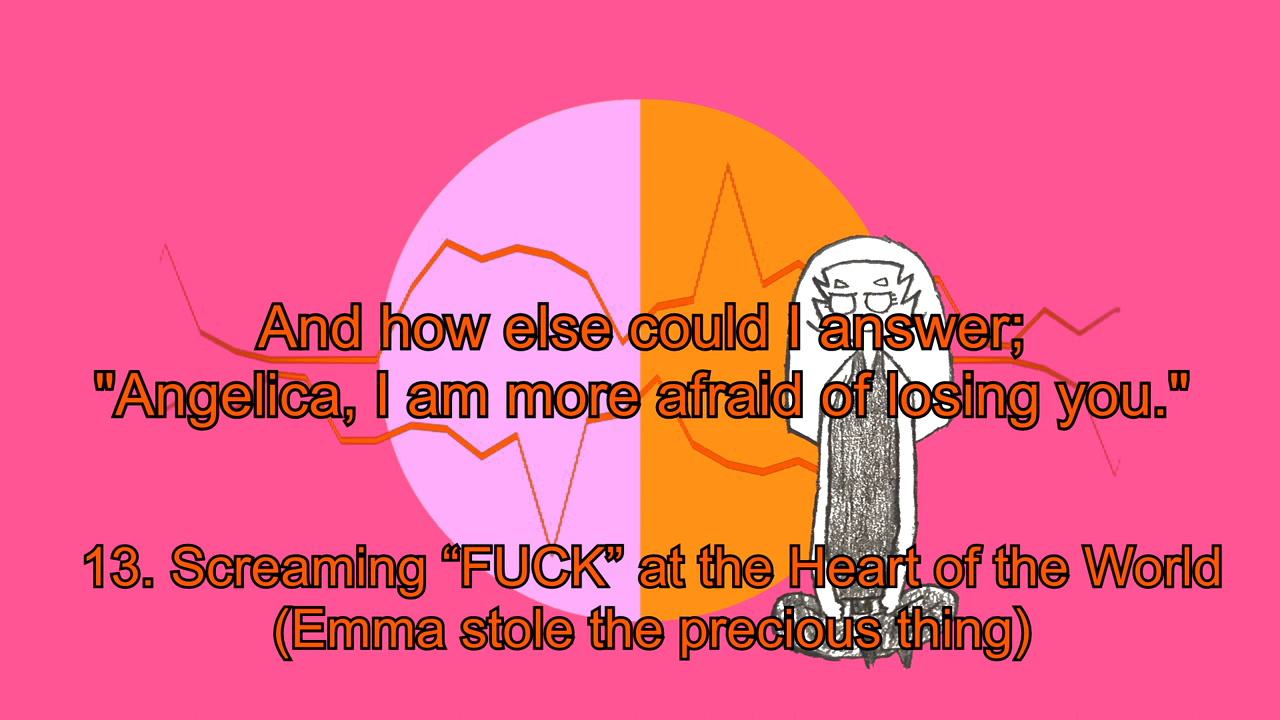 And how else could I answer;
"Angelica, I am more afraid of losing you."
13. Screaming “FUCK” at the Heart of the World
(Emma stole the precious thing)